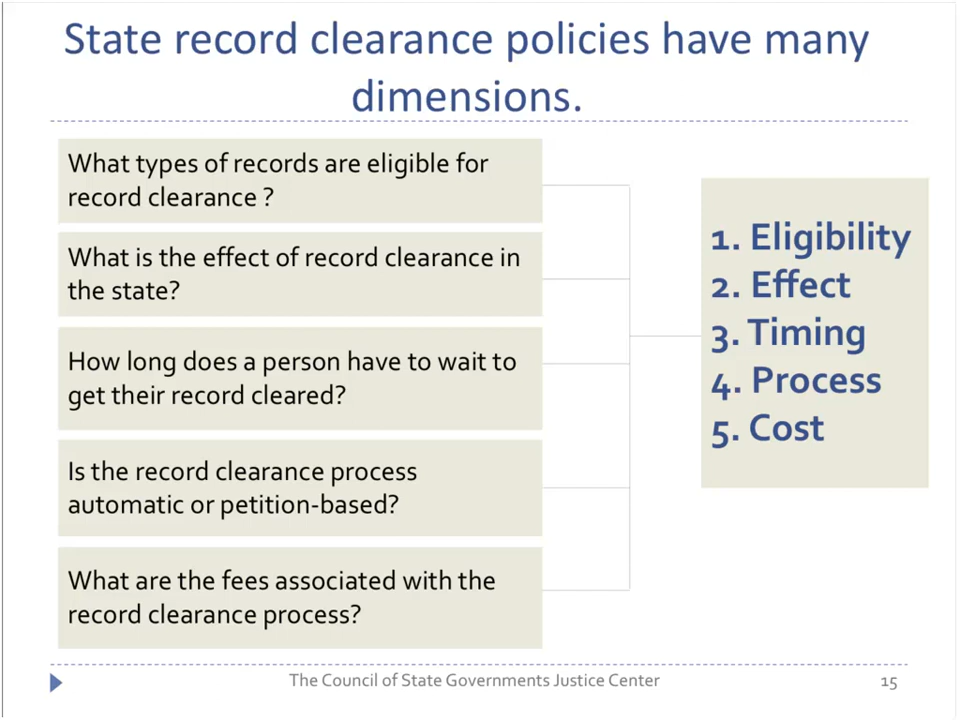 State record clearance policies have many
dimensions.
What types of records are eligible for
record clearance ?
What is the effect of record clearance in
the state?
How long does a person have to wait to
get their record cleared?
Is the record clearance process
automatic or petition-based?
What are the fees associated with the
record clearance process?
1. Eligibility
2. Effect
3. Timing
4. Process
5. Cost
The Council of State Governments Justice Center
15